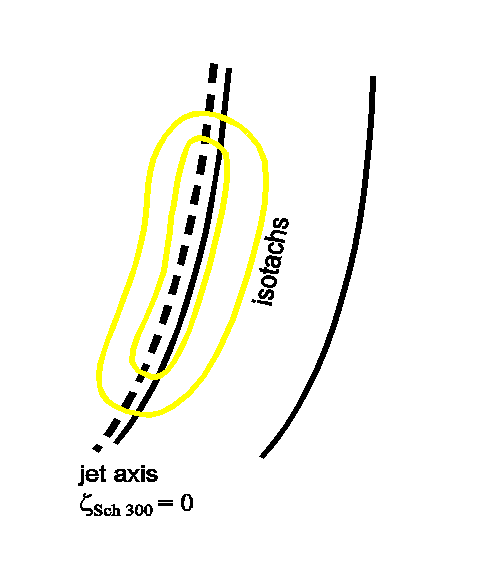 isotachs
jet axis
ζSch 300 = 0